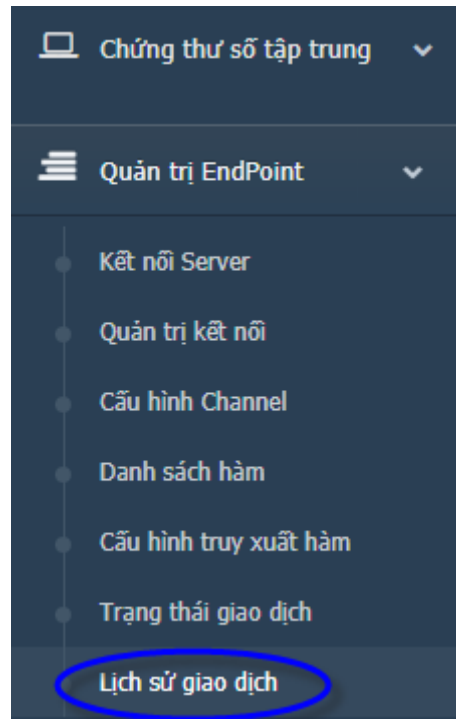 Chứng thư số tập trung
Quản trị EndPoint
Kết nối Server
Quản trị kết nối
Cấu hình Channel
Danh sách hàm
Cấu hình truy xuất hàm
Trạng thái giao dịch
Lịch sử giao dịch